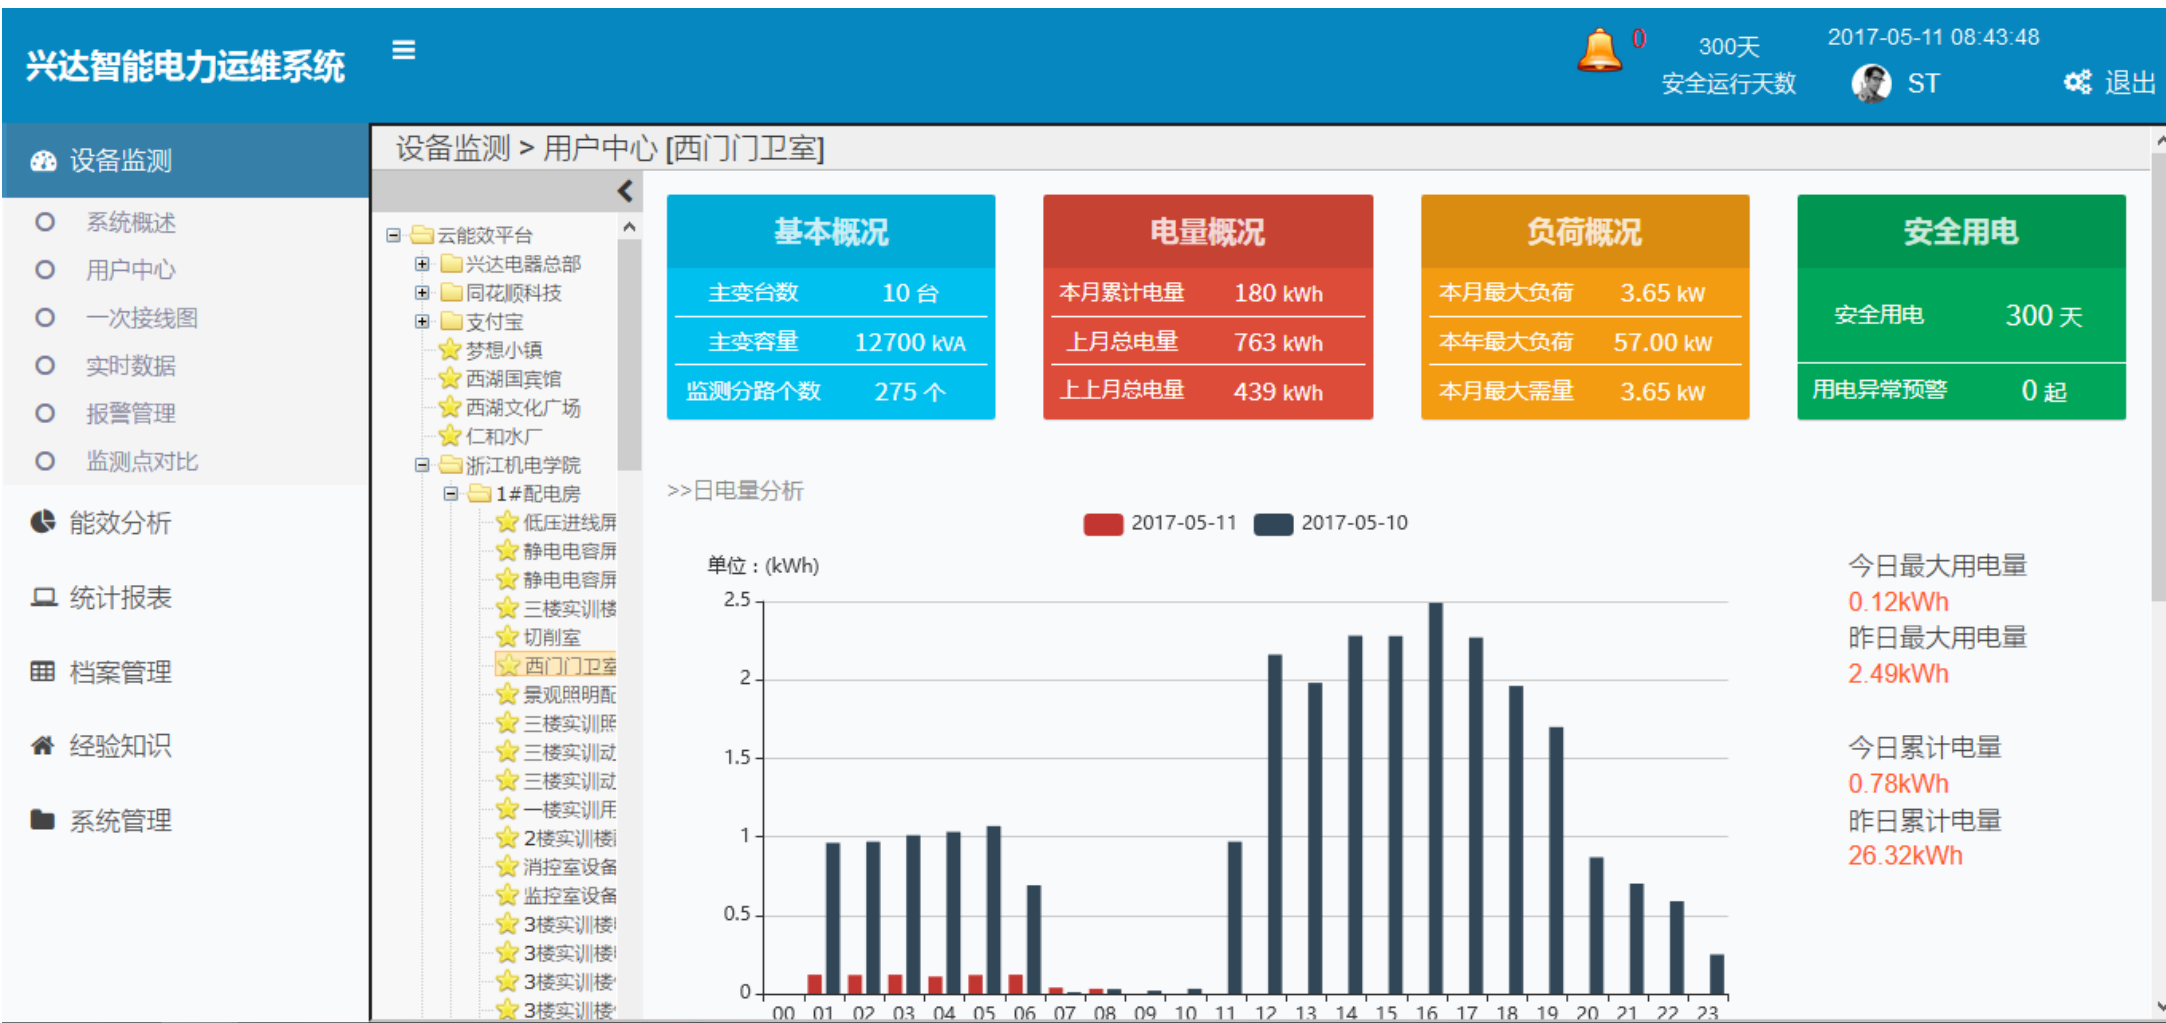 兴达智能电力运维系统
0
300天
安全运行天数
2017-05-11 08:43:48
ST
退出
设备监测
系统概述
用户中心
一次接线图
实时数据
报警管理
监测点对比
能效分析
统计报表
档案管理
经验知识
系统管理
设备监测 > 用户中心 [西门门卫室]
云能效平台
兴达电器总部
同花顺科技
支付宝
梦想小镇
西湖国宾馆
西湖文化广场
仁和水厂
浙江机电学院
1#配电房
低压进线屏
静电电容屏
静电电容屏
三楼实训楼
切削室
西门门卫室
景观照明配
三楼实训照
三楼实训动
三楼实训动
一楼实训用
2楼实训楼
消控室设备
监控室设备
3楼实训楼
3楼实训楼
3楼实训楼
3楼实训楼
基本概况
主变台数 10 台
主变容量 12700 kVA
监测分路个数 275 个
电量概况
本月累计电量 180 kWh
上月总电量 763 kWh
上上月总电量 439 kWh
负荷概况
本月最大负荷 3.65 kW
本年最大负荷 57.00 kW
本月最大需量 3.65 kW
安全用电
安全用电 300 天
用电异常预警 0 起
>>日电量分析
2017-05-11 2017-05-10
单位：(kWh)
2.5
2
1.5
1
0.5
0
00 01 02 03 04 05 06 07 08 09 10 11 12 13 14 15 16 17 18 19 20 21 22 23
今日最大用电量
0.12kWh
昨日最大用电量
2.49kWh
今日累计电量
0.78kWh
昨日累计电量
26.32kWh